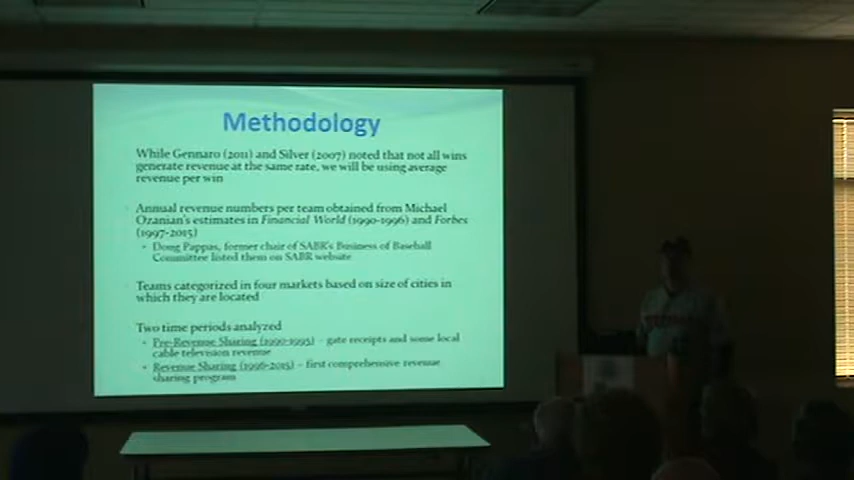 Methodology
While Gennaro (2011) and Silver (2007) noted that not all wins
generate revenue at the same rate, we will be using average
revenue per win
Annual revenue numbers per team obtained from Michael
Ozanian's estimates in Financial World (1990-1996) and Forbes
(1997-2015)
Doug Pappas, former chair of SABR's Business of Baseball
Committee listed them on SABR website
Teams categorized in four markets based on size of cities in
which they are located
Two time periods analyzed
Pre-Revenue Sharing (1990-1995) – gate receipts and some local
cable television revenue
Revenue Sharing (1996-2015) – first comprehensive revenue
sharing program